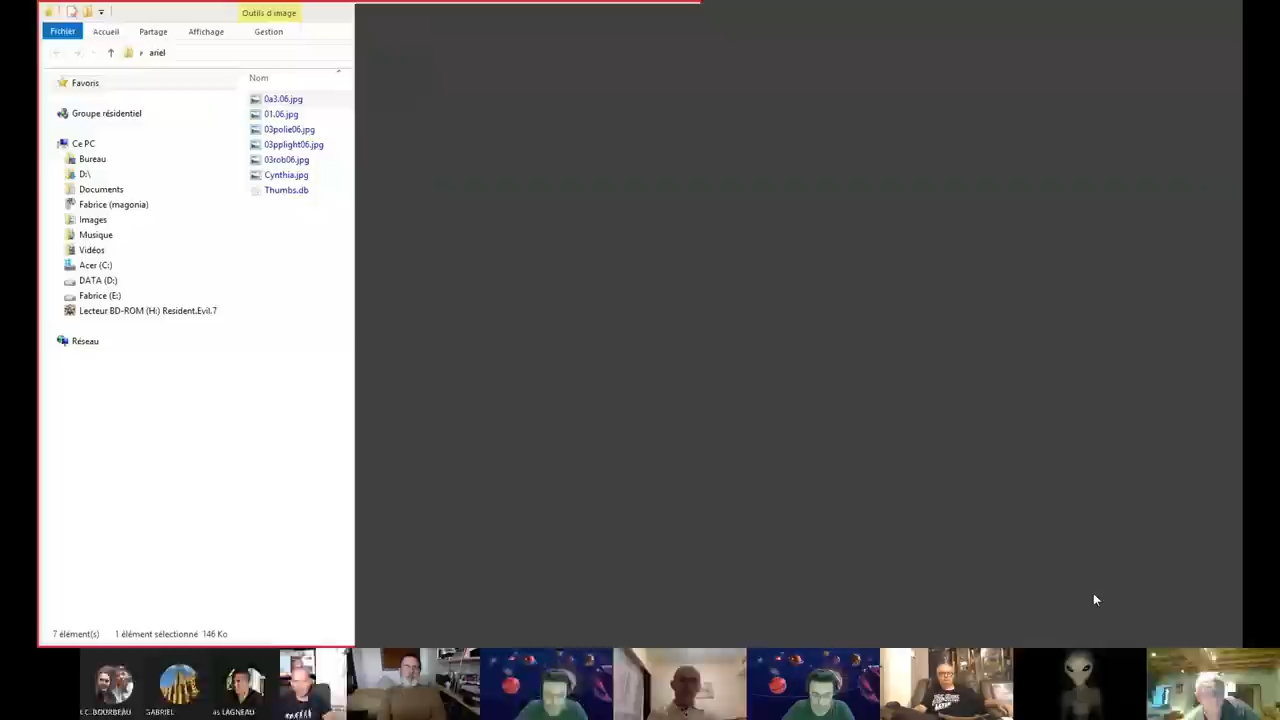 Outils d'image
Fichier Accueil Partage Affichage Gestion
ariel
Favoris
Groupe résidentiel
Ce PC
Bureau
D:\
Documents
Fabrice (magonia)
Images
Musique
Vidéos
Acer (C:)
DATA (D:)
Fabrice (E:)
Lecteur BD-ROM (H:) Resident.Evil.7
Réseau
Nom
0a3.06.jpg
01.06.jpg
03polie06.jpg
03pplight06.jpg
03rob06.jpg
Cynthia.jpg
Thumbs.db
7 élément(s) 1 élément sélectionné 146 Ko
C. BOURBEAU GABRIEL LAGNEAU